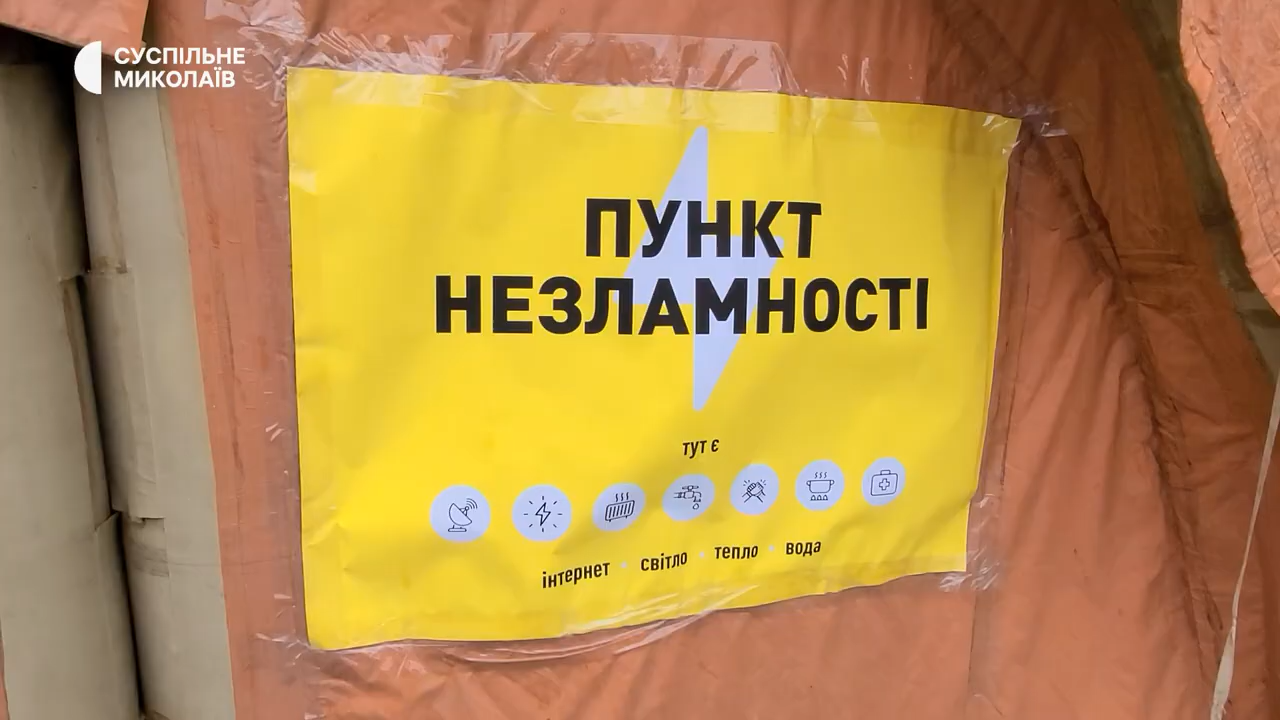 СУСПІЛЬНЕ
МИКОЛАЇВ
ПУНКТ
НЕЗЛАМНОСТІ
тут є
інтернет • світло • тепло • вода